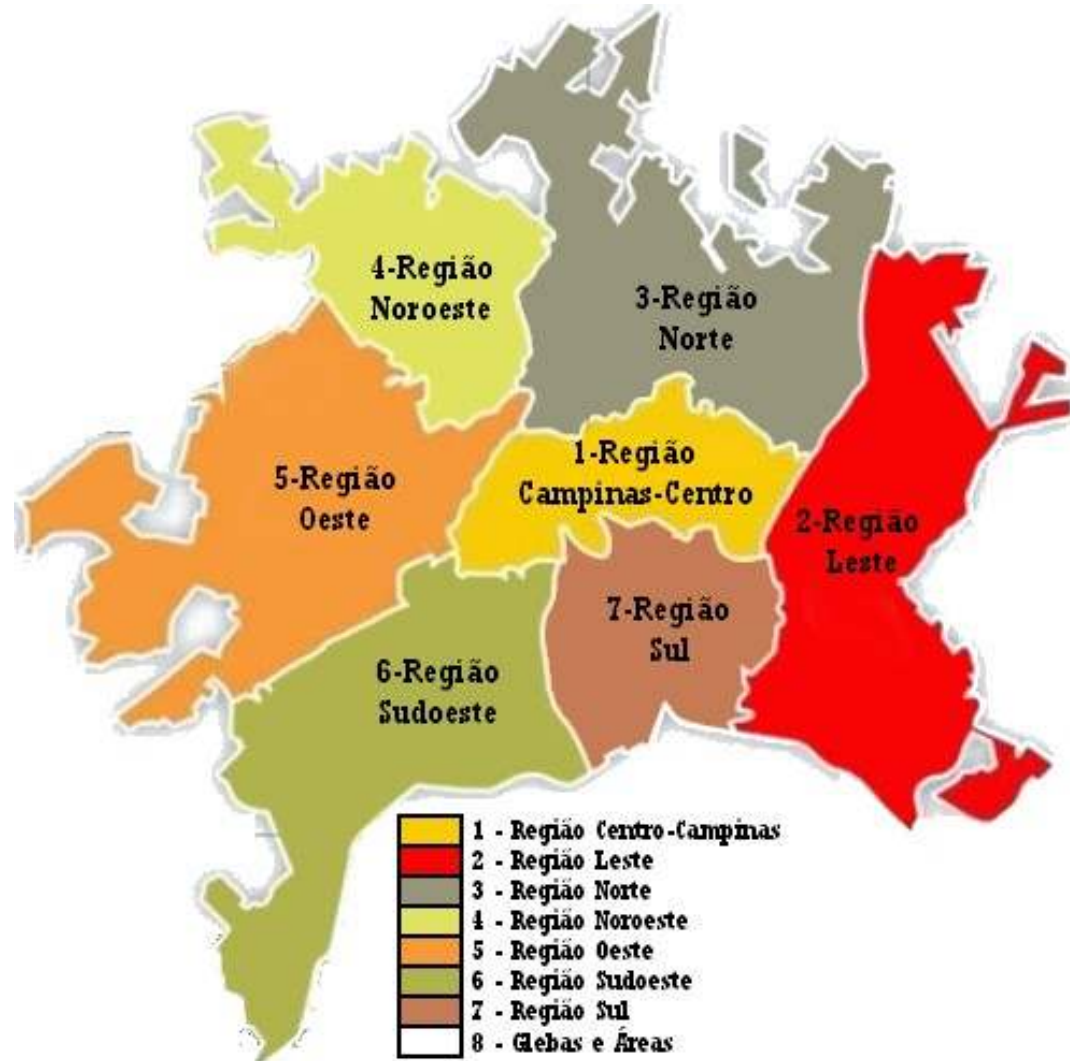 4-Região
Noroeste
3-Região
Norte
1-Região
Campinas-Centro
5-Região
Oeste
2-Região
Leste
7-Região
Sul
6-Região
Sudoeste
1 - Região Centro-Campinas
2 - Região Leste
3 - Região Norte
4 - Região Noroeste
5 - Região Oeste
6 - Região Sudoeste
7 - Região Sul
8 - Glebas e Áreas